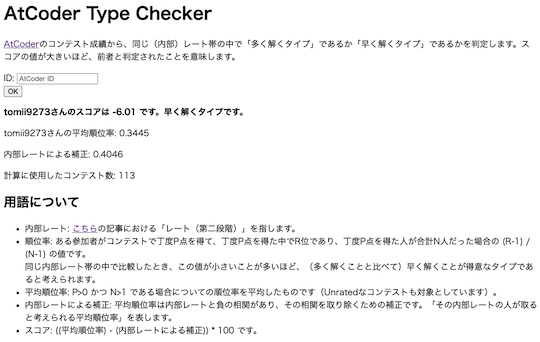 AtCoder Type Checker
AtCoderのコンテスト成績から、同じ（内部）レート帯の中で「多く解くタイプ」であるか「早く解くタイプ」であるかを判定します。ス
コアの値が大きいほど、前者と判定されたことを意味します。
ID: AtCoder ID
OK
tomii9273さんのスコアは -6.01 です。早く解くタイプです。
tomii9273さんの平均順位率: 0.3445
内部レートによる補正: 0.4046
計算に使用したコンテスト数: 113
用語について
• 内部レート: こちらの記事における「レート（第二段階）」を指します。
• 順位率: ある参加者がコンテストで丁度P点を得て、丁度P点を得た中でR位であり、丁度P点を得た人が合計N人だった場合の (R-1) /
(N-1) の値です。
同じ内部レート帯の中で比較したとき、この値が小さいことが多いほど、（多く解くことと比べて）早く解くことが得意なタイプであ
ると考えられます。
• 平均順位率: P>0 かつ N>1 である場合についての順位率を平均したものです（Unratedなコンテストも対象としています）。
• 内部レートによる補正: 平均順位率は内部レートと負の相関があり、その相関を取り除くための補正です。「その内部レートの人が取る
と考えられる平均順位率」を表します。
• スコア: ((平均順位率) - (内部レートによる補正)) * 100 です。